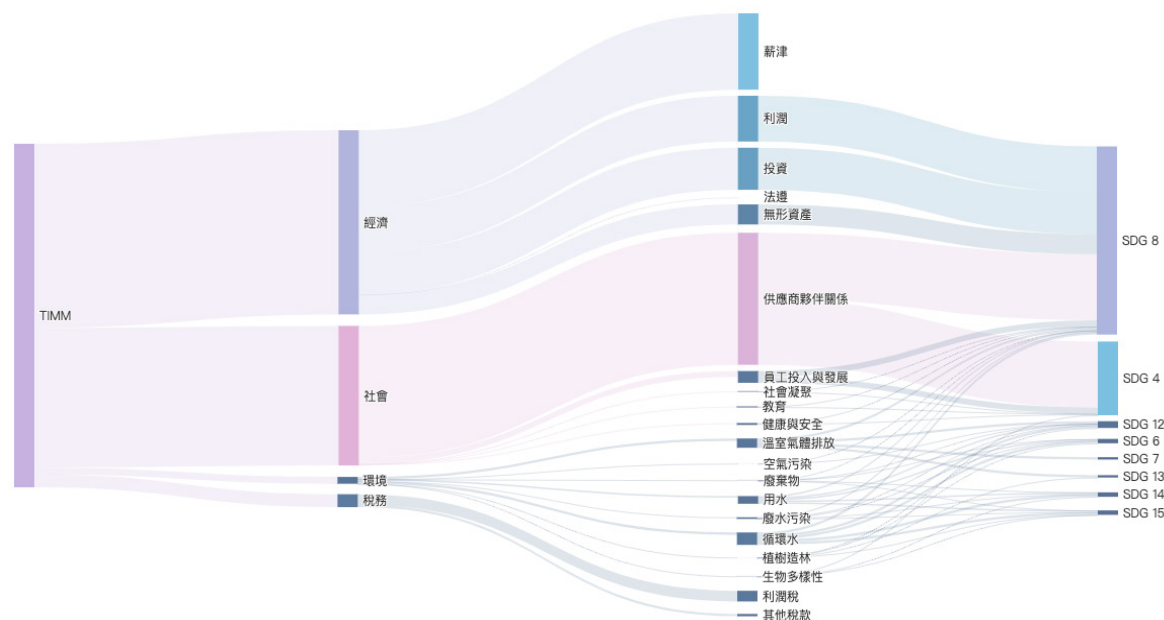 TIMM
經濟
社會
環境
稅務
薪津
利潤
投資
法遵
無形資產
供應商夥伴關係
員工投入與發展
社會凝聚
教育
健康與安全
溫室氣體排放
空氣污染
廢棄物
用水
廢水污染
循環水
植樹造林
生物多樣性
利潤稅
其他稅款
SDG 8
SDG 4
SDG 12
SDG 6
SDG 7
SDG 13
SDG 14
SDG 15